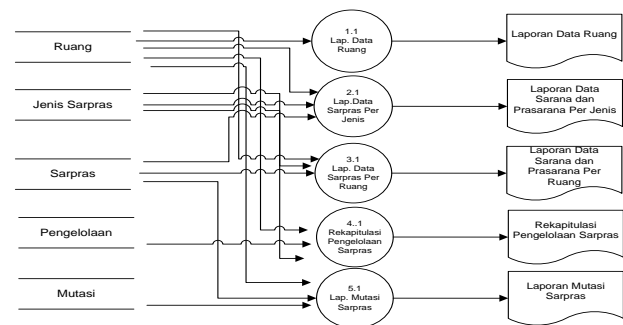 Ruang
Jenis Sarpras
Sarpras
Pengelolaan
Mutasi
1.1
Lap. Data
Ruang
2.1
Lap.Data
Sarpras Per
Jenis
3.1
Lap. Data
Sarpras Per
Ruang
4..1
Rekapitulasi
Pengelolaan
Sarpras
5.1
Lap. Mutasi
Sarpras
Laporan Data Ruang
Laporan Data
Sarana dan
Prasarana Per Jenis
Laporan Data
Sarana dan
Prasarana Per
Ruang
Rekapitulasi
Pengelolaan Sarpras
Laporan Mutasi
Sarpras